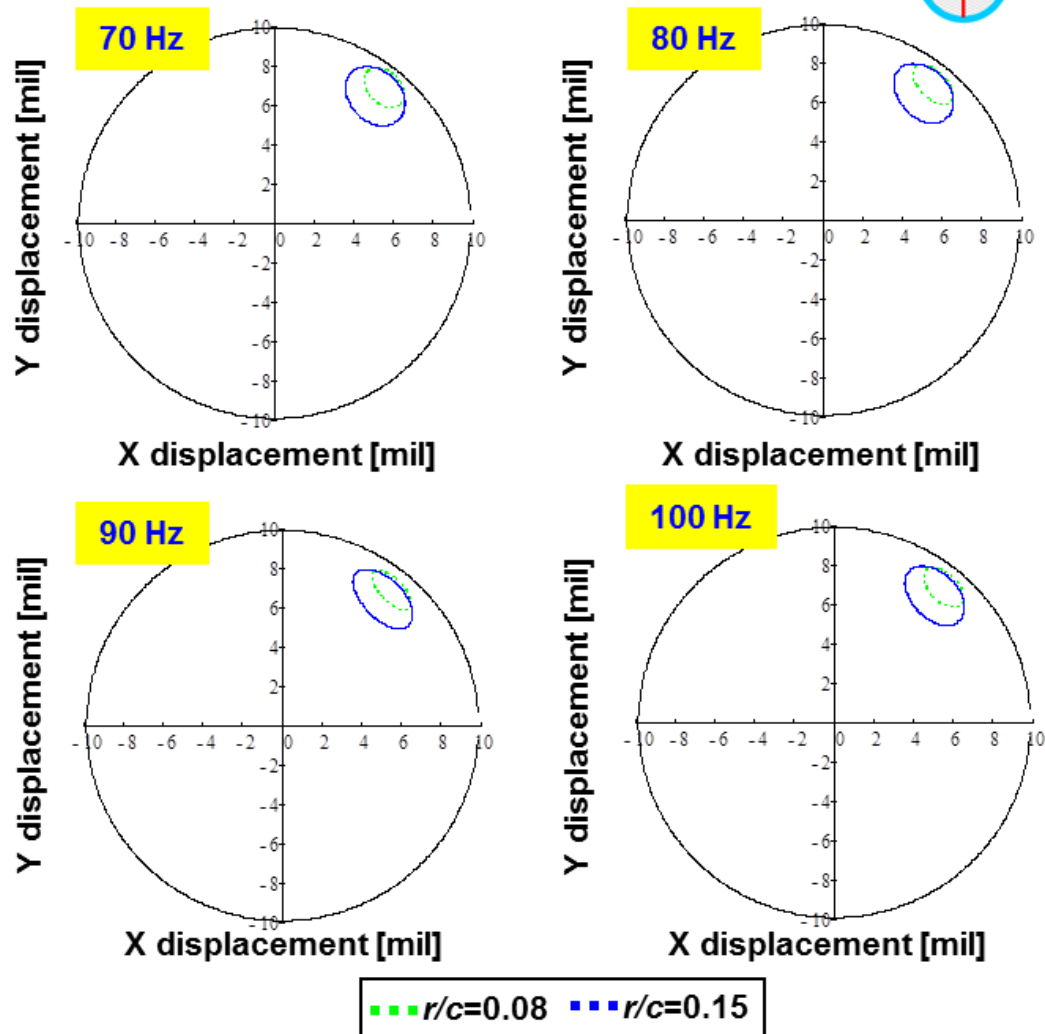 70 Hz
80 Hz
Y displacement [mil]
10
8
6
4
2
-10 -8 -6 -4 -2 0 2 4 6 8 10
-2
-4
-6
-8
-10
X displacement [mil]
Y displacement [mil]
10
8
6
4
2
-10 -8 -6 -4 -2 0 2 4 6 8 10
-2
-4
-6
-8
-10
X displacement [mil]
90 Hz
100 Hz
Y displacement [mil]
10
8
6
4
2
-10 -8 -6 -4 -2 0 2 4 6 8 10
-2
-4
-6
-8
-10
X displacement [mil]
Y displacement [mil]
10
8
6
4
2
-10 -8 -6 -4 -2 0 2 4 6 8 10
-2
-4
-6
-8
-10
X displacement [mil]
r/c=0.08 r/c=0.15